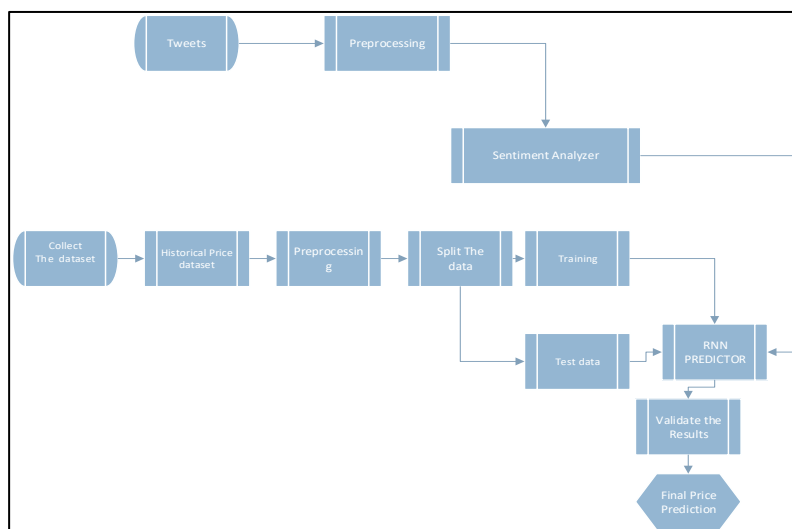 Tweets
Preprocessing
Sentiment Analyzer
Collect
The dataset
Historical Price
dataset
Preprocessin
g
Split The
data
Training
Test data
RNN
PREDICTOR
Validate the
Results
Final Price
Prediction